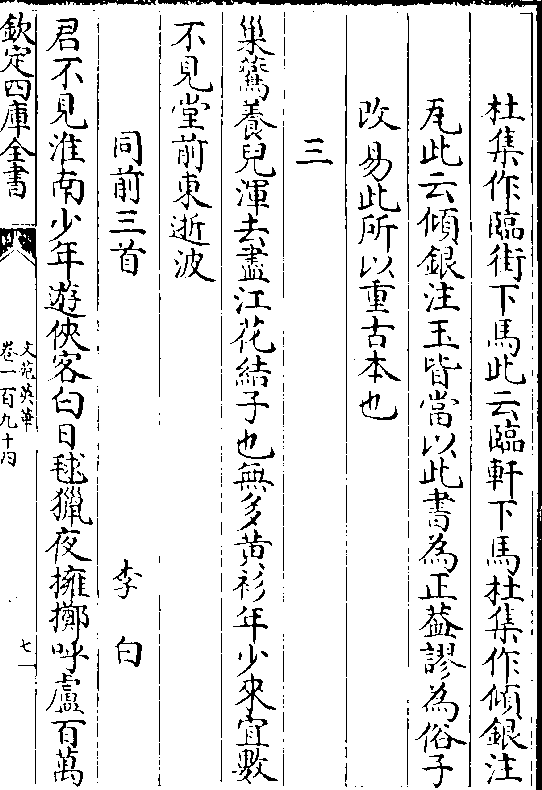 杜集作臨街下馬此云臨軒下馬杜集作傾銀注
瓦此云傾銀注玉皆當以此書為正葢謬為俗子
改易此所以重古本也
三
巢鶯養兒渾去盡江花結子也無多黄衫年少來宜數
不見堂前東逝波
同前三首 李白
君不見淮南少年遊俠客白日毬獵夜擁擲呼盧百萬
欽定四庫全書
文苑英華
卷一百九十四
七